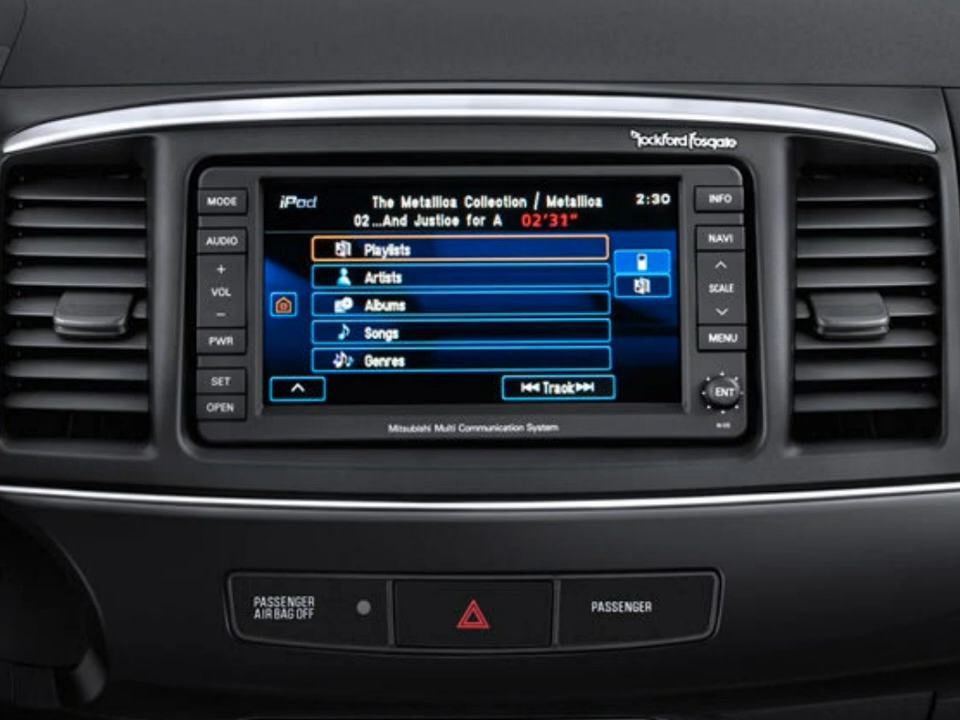 Rockford Fosgate
MODE
AUDIO
+
VOL
−
PWR
SET
OPEN
iPod
The Metallica Collection / Metallica
2:30
02...And Justice for A 02'31"
Playlists
Artists
Albums
Songs
Genres
Track
INFO
NAVI
SCALE
MENU
ENT
Mitsubishi Multi Communication System
PASSENGER
AIRBAG OFF
PASSENGER